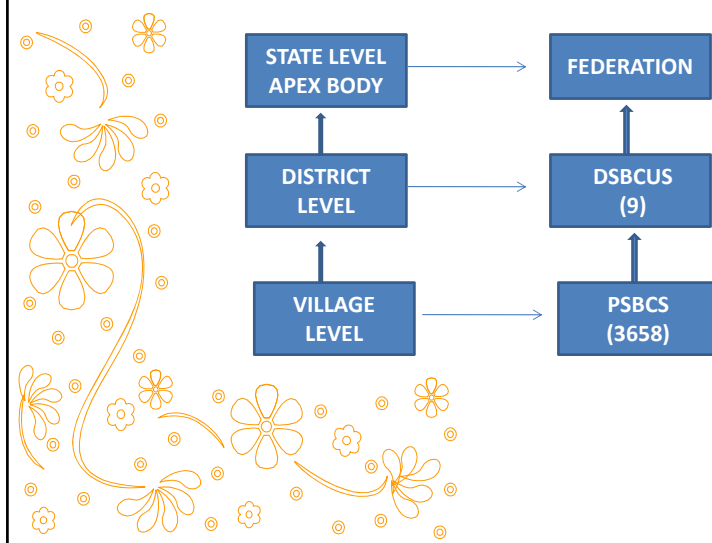 STATE LEVEL
APEX BODY
FEDERATION
DISTRICT
LEVEL
DSBCUS
(9)
VILLAGE
LEVEL
PSBCS
(3658)